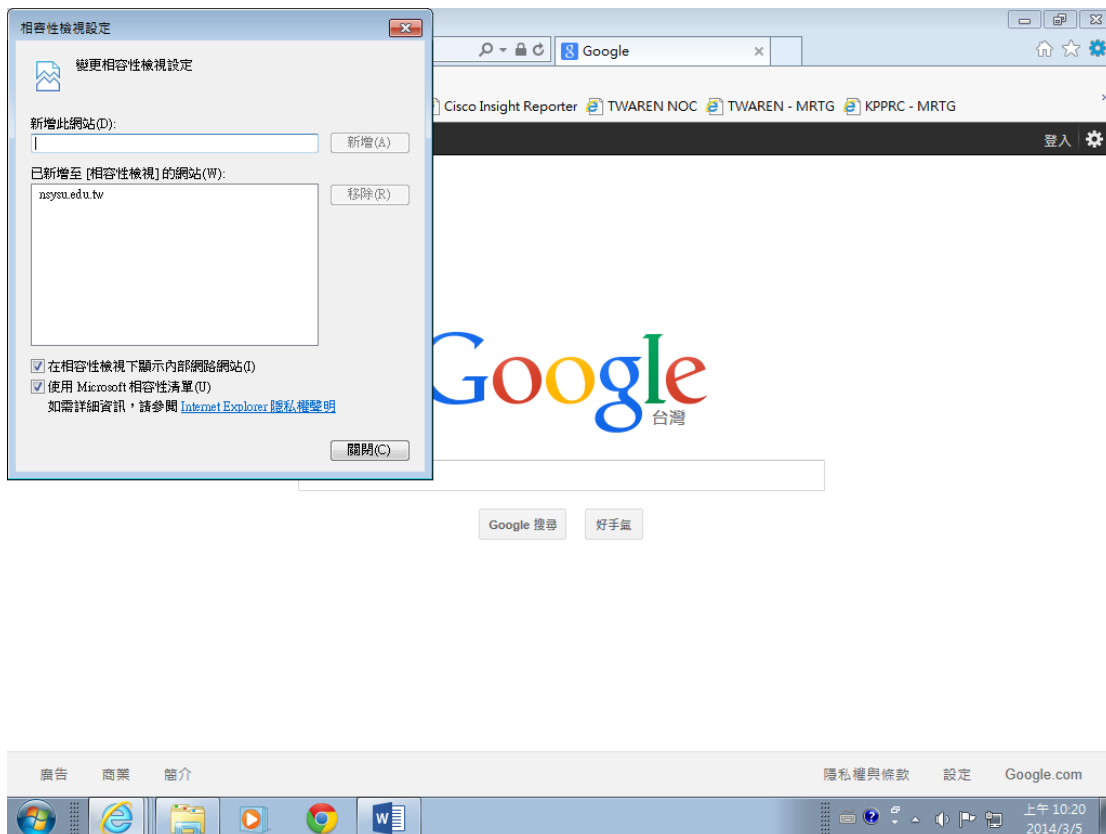 相容性檢視設定
變更相容性檢視設定
新增此網站(D):
新增(A)
已新增至 [相容性檢視] 的網站(W):
nsysu.edu.tw
移除(R)
在相容性檢視下顯示內部網路網站(I)
使用 Microsoft 相容性清單(U)
如需詳細資訊，請參閱 Internet Explorer 隱私權聲明
關閉(C)
Google
Cisco Insight Reporter TWAREN NOC TWAREN - MRTG KPPRC - MRTG
登入
Google
台灣
Google 搜尋 好手氣
廣告 商業 簡介 隱私權與條款 設定 Google.com
上午 10:20
2014/3/5